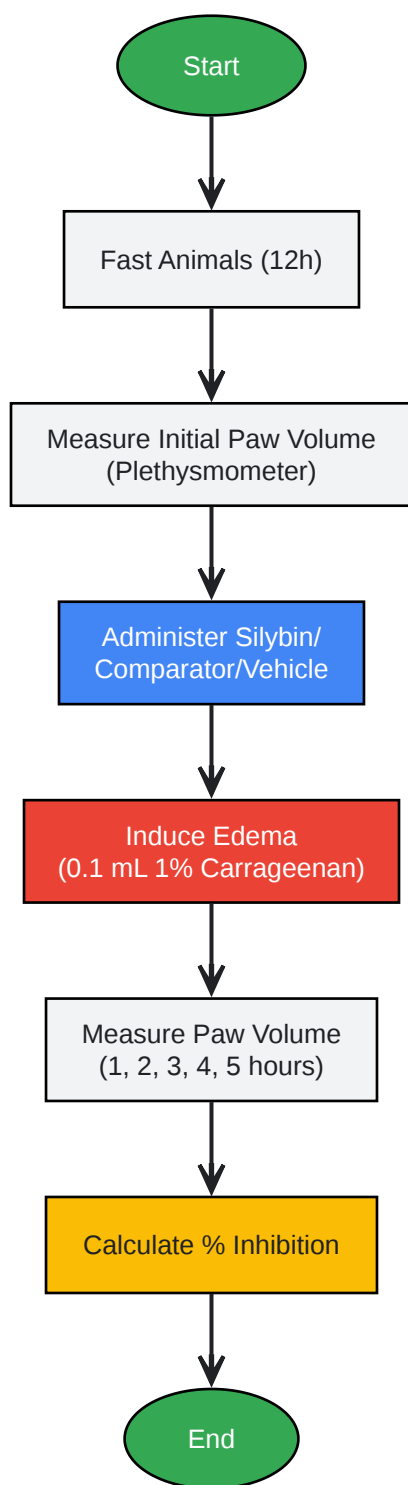 Start
Fast Animals (12h)
Measure Initial Paw Volume
(Plethysmometer)
Administer Silybin/
Comparator/Vehicle
Induce Edema
(0.1 mL 1% Carrageenan)
Measure Paw Volume
(1, 2, 3, 4, 5 hours)
Calculate % Inhibition
End